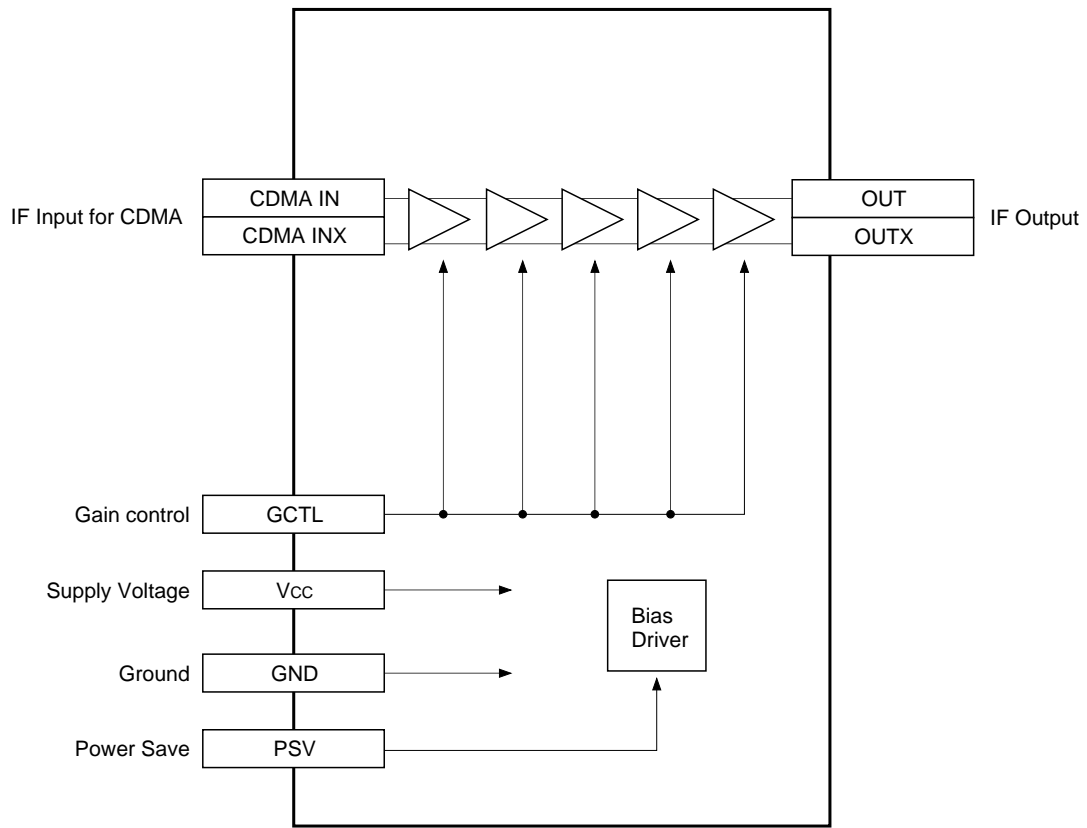 IF Input for CDMA
CDMA IN
CDMA INX
OUT
OUTX
IF Output
Gain control
GCTL
Supply Voltage
VCC
Bias
Driver
Ground
GND
Power Save
PSV